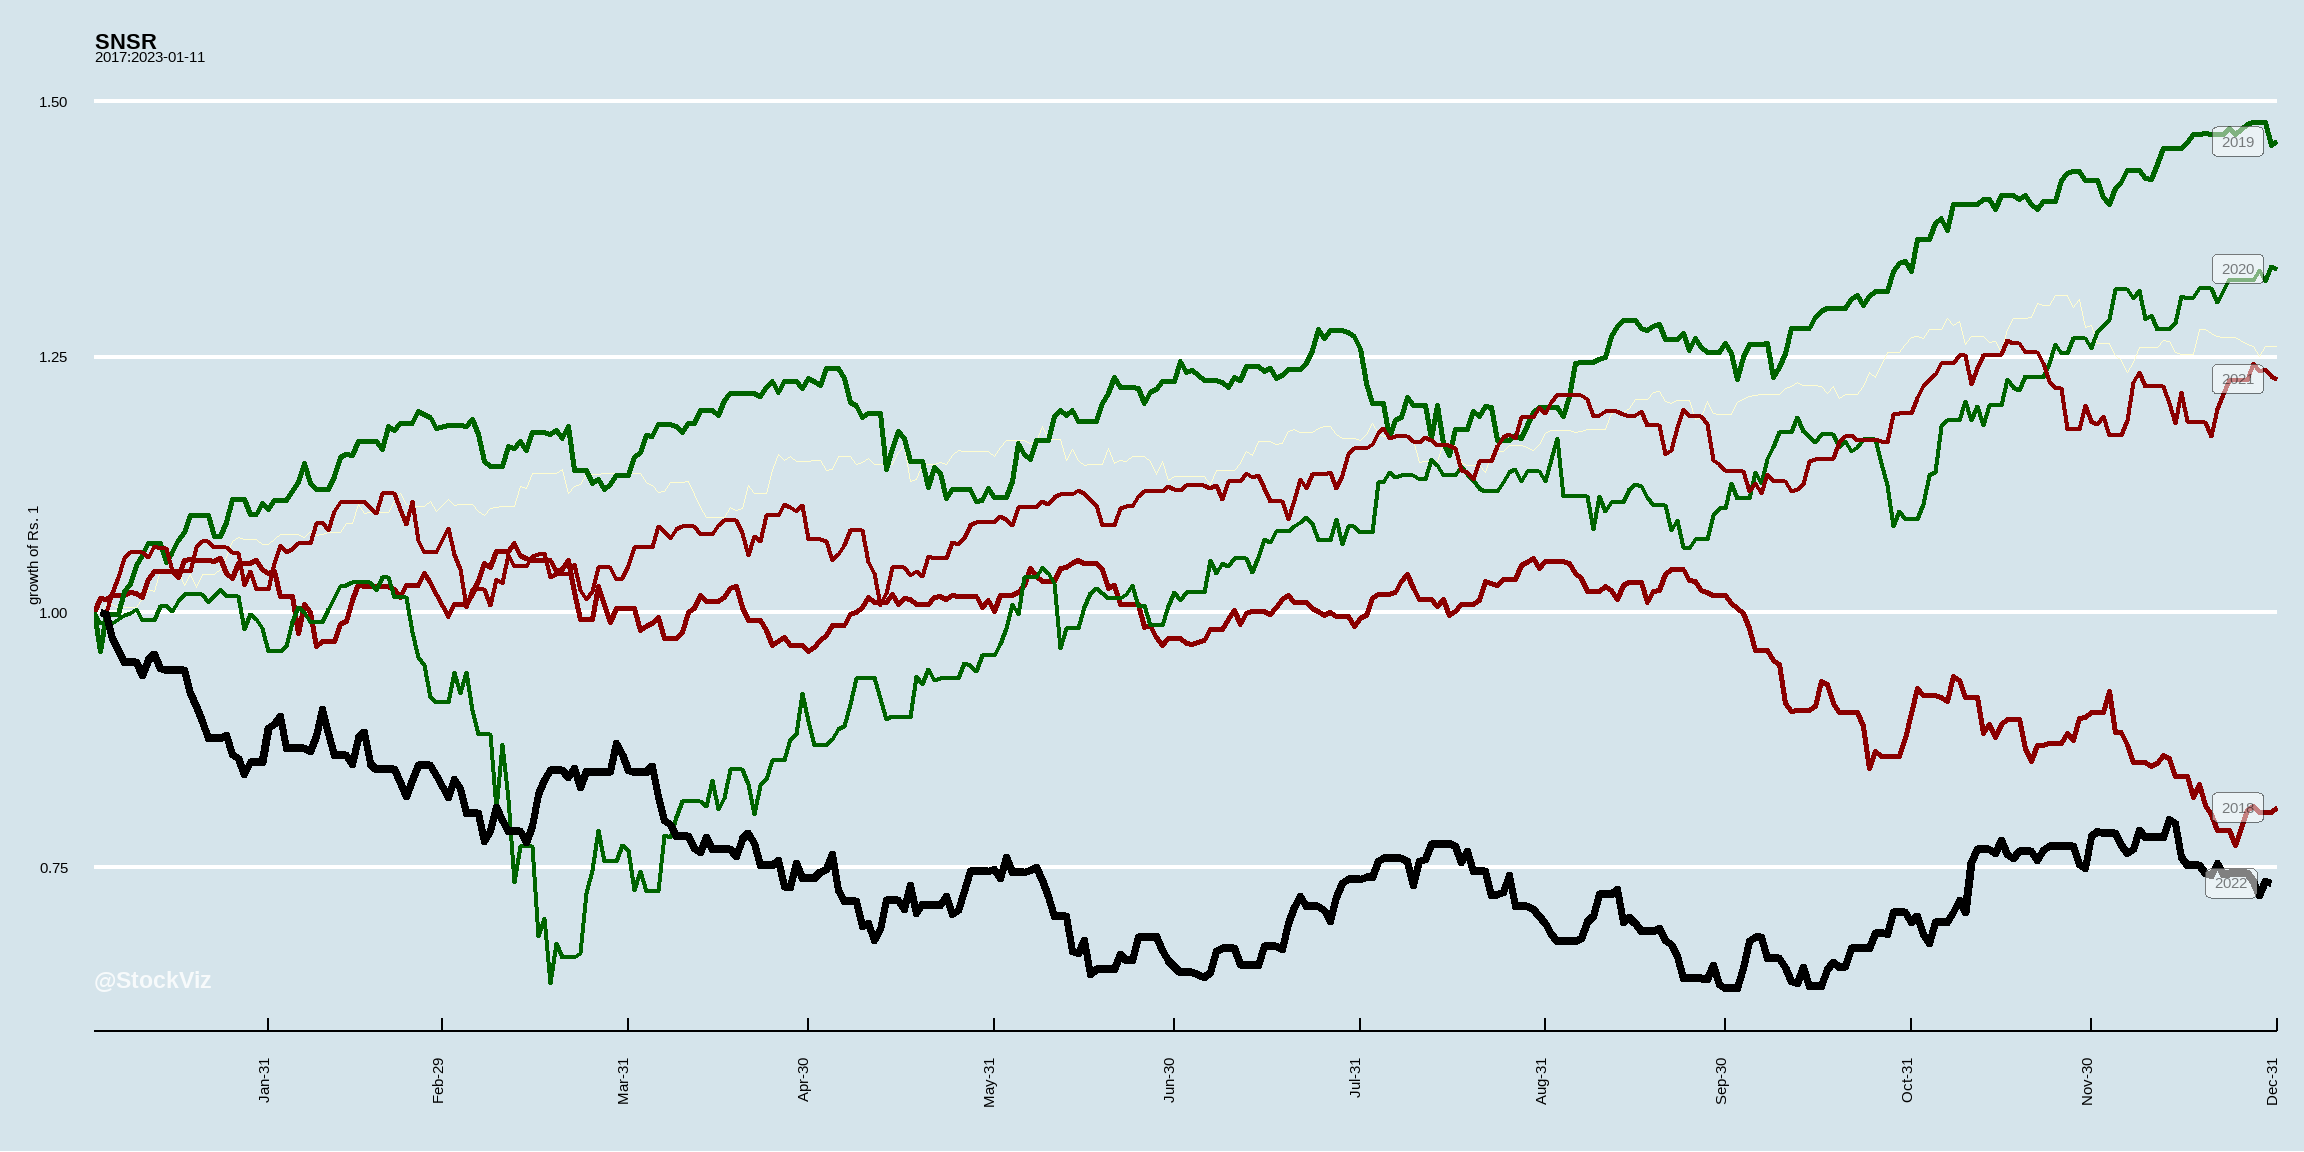 SNSR
2017:2023-01-11
1.50
2019
2020
1.25
2021
growth of Rs. 1
1.00
2018
0.75
2022
@StockViz
Jan-31
Feb-29
Mar-31
Apr-30
May-31
Jun-30
Jul-31
Aug-31
Sep-30
Oct-31
Nov-30
Dec-31